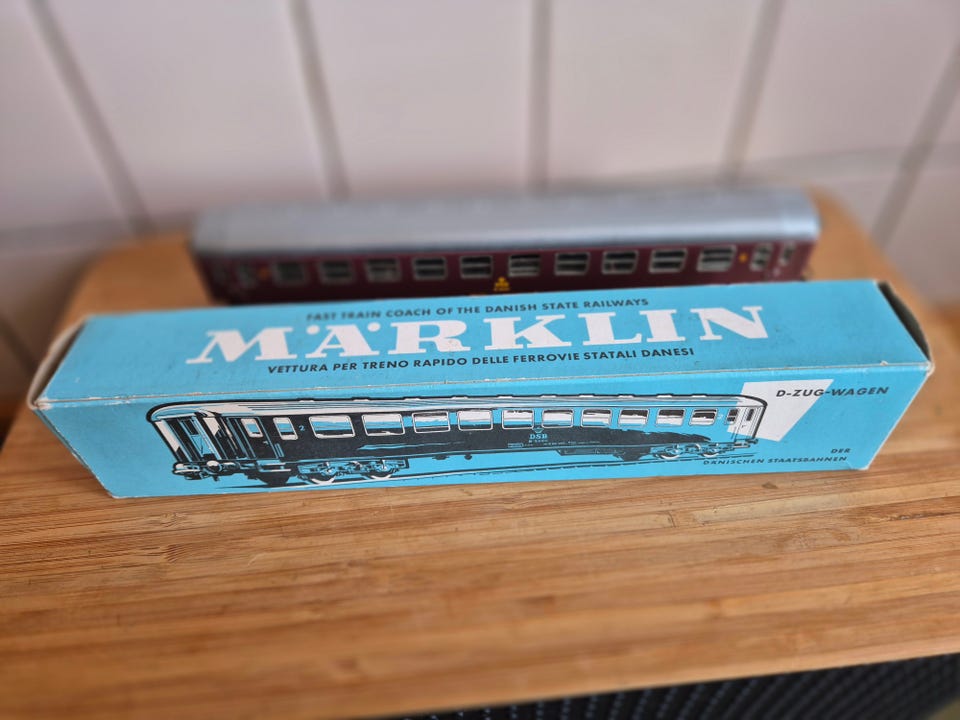 FAST TRAIN COACH OF THE DANISH STATE RAILWAYS
MÄRKLIN
VETTURA PER TRENO RAPIDO DELLE FERROVIE STATALI DANESI
D-ZUG-WAGEN
2
DSB
DER
DÄNISCHEN STAATSBAHNEN